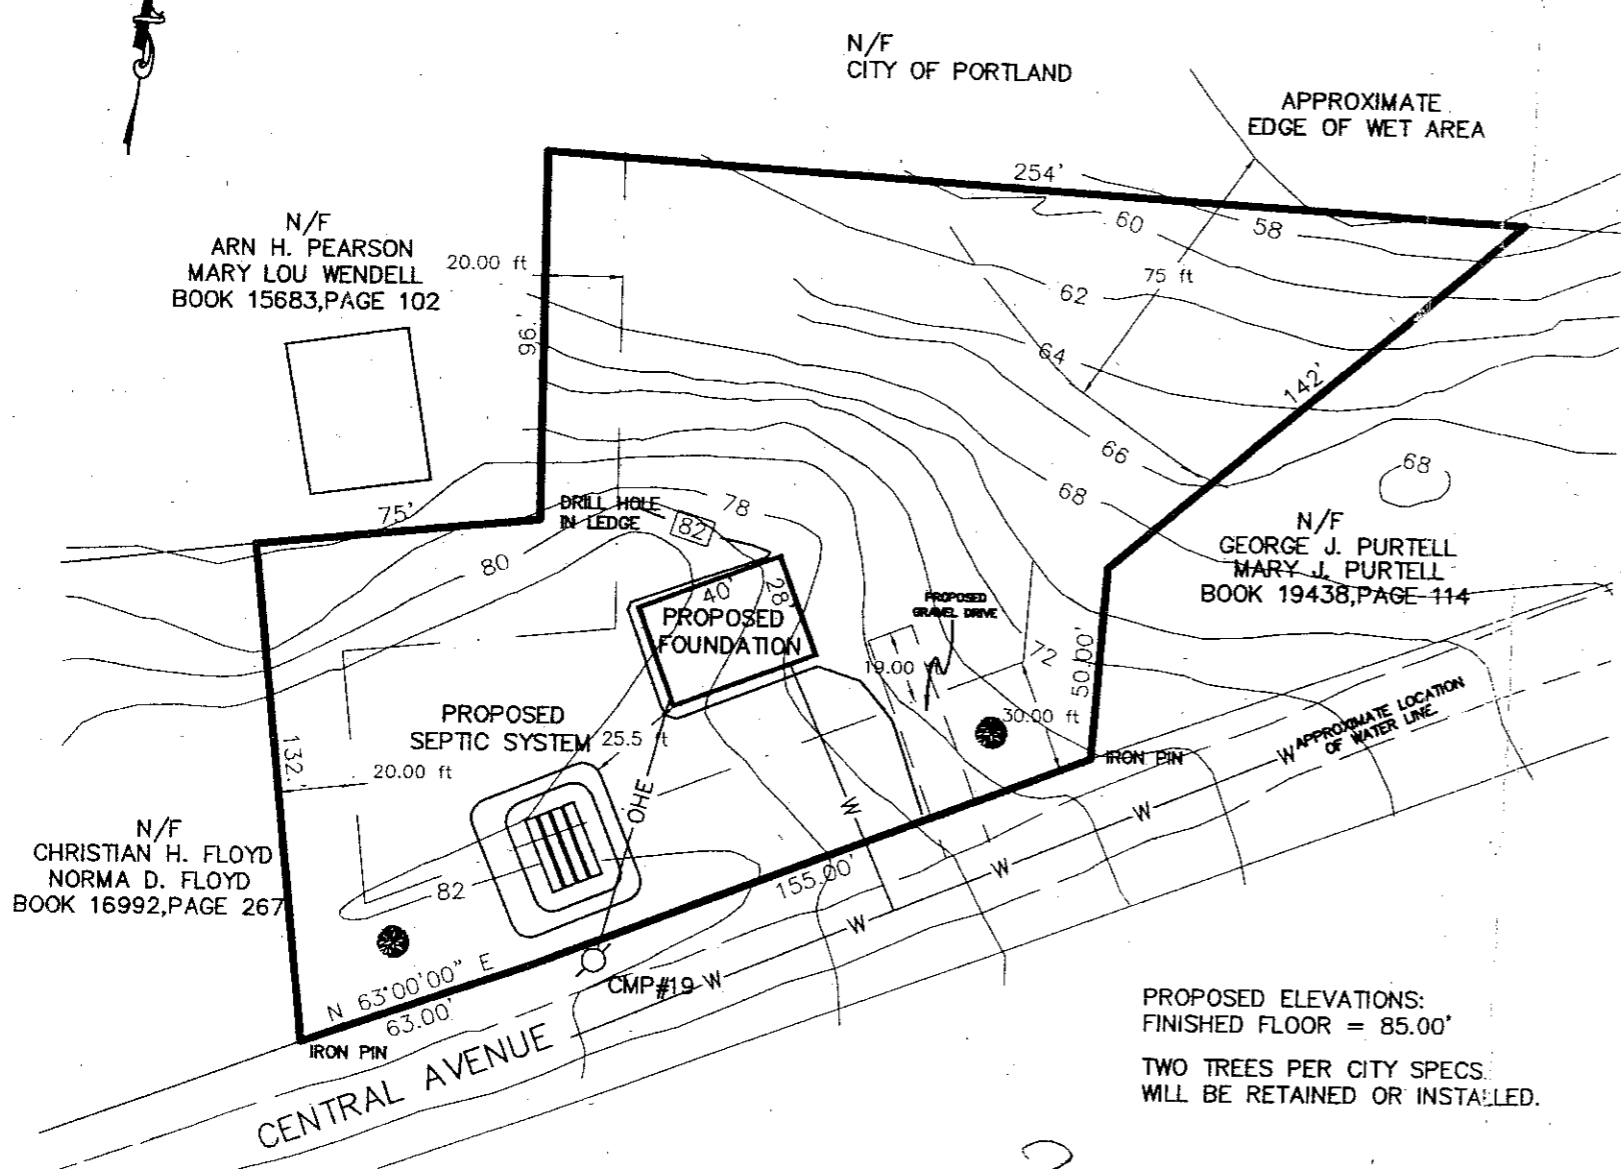 N/F
CITY OF PORTLAND
APPROXIMATE
EDGE OF WET AREA
254'
60
58
N/F
ARN H. PEARSON
MARY LOU WENDELL
BOOK 15683,PAGE 102
20.00 ft
75 ft
62
96.'
64
142'
66
68
68
75'
DRILL HOLE
IN LEDGE
82
78
80
N/F
GEORGE J. PURTELL
MARY J. PURTELL
BOOK 19438,PAGE 114
40'
28'
PROPOSED
FOUNDATION
PROPOSED
GRAVEL DRIVE
19.00
72
50.00'
30.00 ft
PROPOSED
SEPTIC SYSTEM
25.5 ft
132'
20.00 ft
OHE
W
IRON PIN
W
APPROXIMATE LOCATION
OF WATER LINE
W
W
W
W
155.00'
N/F
CHRISTIAN H. FLOYD
NORMA D. FLOYD
BOOK 16992,PAGE 267
82
N 63°00'00" E
63.00'
CMP#19
IRON PIN
CENTRAL AVENUE
PROPOSED ELEVATIONS:
FINISHED FLOOR = 85.00'
TWO TREES PER CITY SPECS.
WILL BE RETAINED OR INSTALLED.